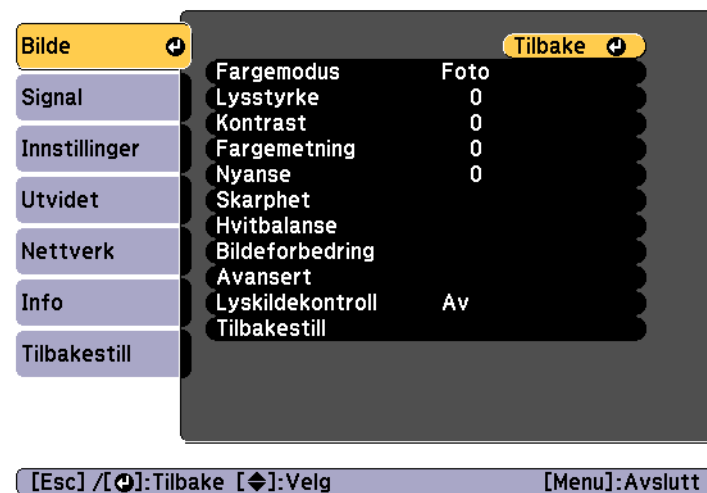 Bilde
Signal
Innstillinger
Utvidet
Nettverk
Info
Tilbakestill
Tilbake
Fargemodus Foto
Lysstyrke 0
Kontrast 0
Fargemetning 0
Nyanse 0
Skarphet
Hvitbalanse
Bildeforbedring
Avansert
Lyskildekontroll Av
Tilbakestill
[Esc] /[⏎]:Tilbake [◆]:Velg [Menu]:Avslutt